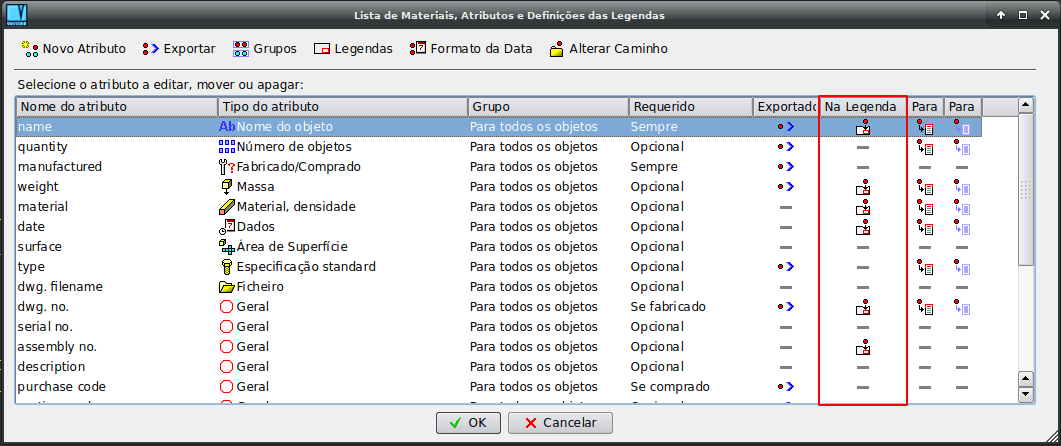 Lista de Materiais, Atributos e Definições das Legendas
Novo Atributo Exportar Grupos Legendas Formato da Data Alterar Caminho
Selecione o atributo a editar, mover ou apagar:
Nome do atributo Tipo do atributo Grupo Requerido Exportado Na Legenda Para Para
name Nome do objeto Para todos os objetos Sempre
quantity Número de objetos Para todos os objetos Opcional
manufactured Fabricado/Comprado Para todos os objetos Sempre
weight Massa Para todos os objetos Opcional
material Material, densidade Para todos os objetos Opcional
date Dados Para todos os objetos Opcional
surface Área de Superfície Para todos os objetos Opcional
type Especificação standard Para todos os objetos Opcional
dwg. filename Ficheiro Para todos os objetos Opcional
dwg. no. Geral Para todos os objetos Se fabricado
serial no. Geral Para todos os objetos Opcional
assembly no. Geral Para todos os objetos Opcional
description Geral Para todos os objetos Opcional
purchase code Geral Para todos os objetos Se comprado
OK Cancelar